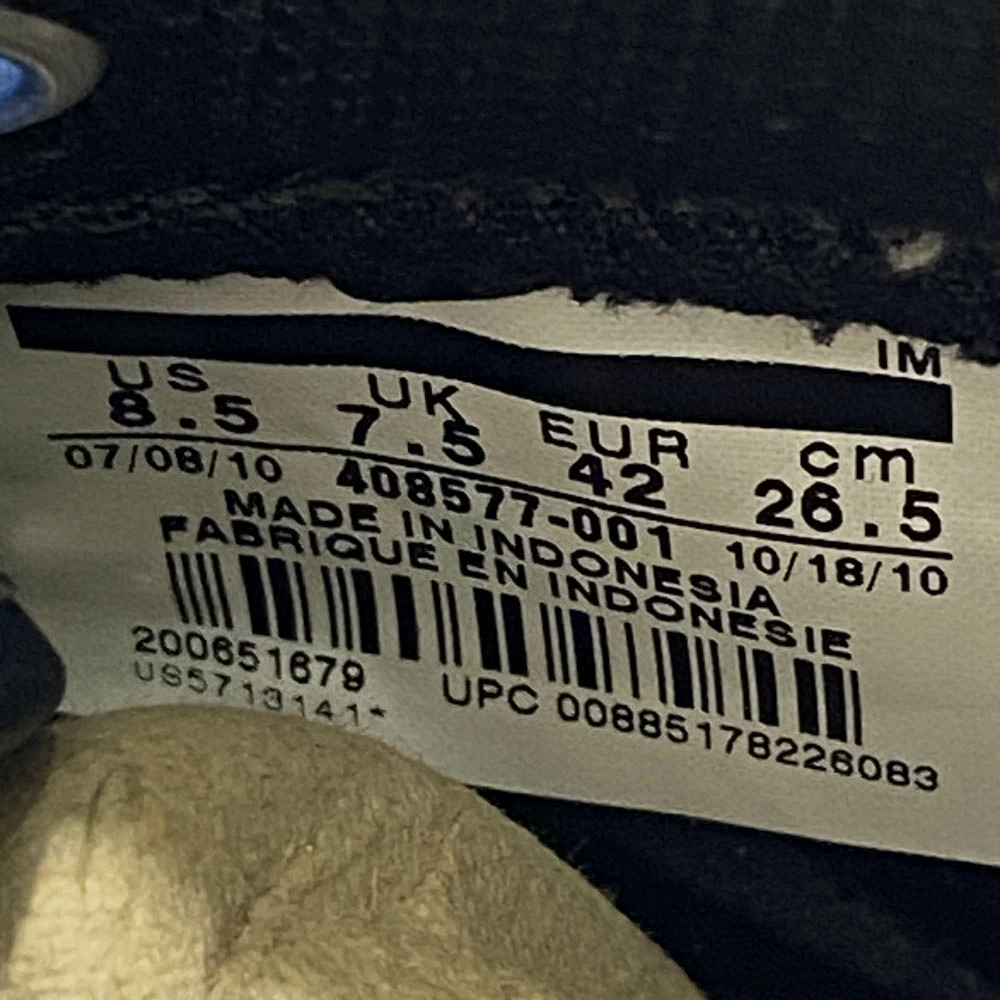 IM
US UK EUR cm
8.5 7.5 42 26.5
07/08/10 408577-001 10/18/10
MADE IN INDONESIA
FABRIQUE EN INDONESIE
200651679 UPC 00885178226083
US5713141*